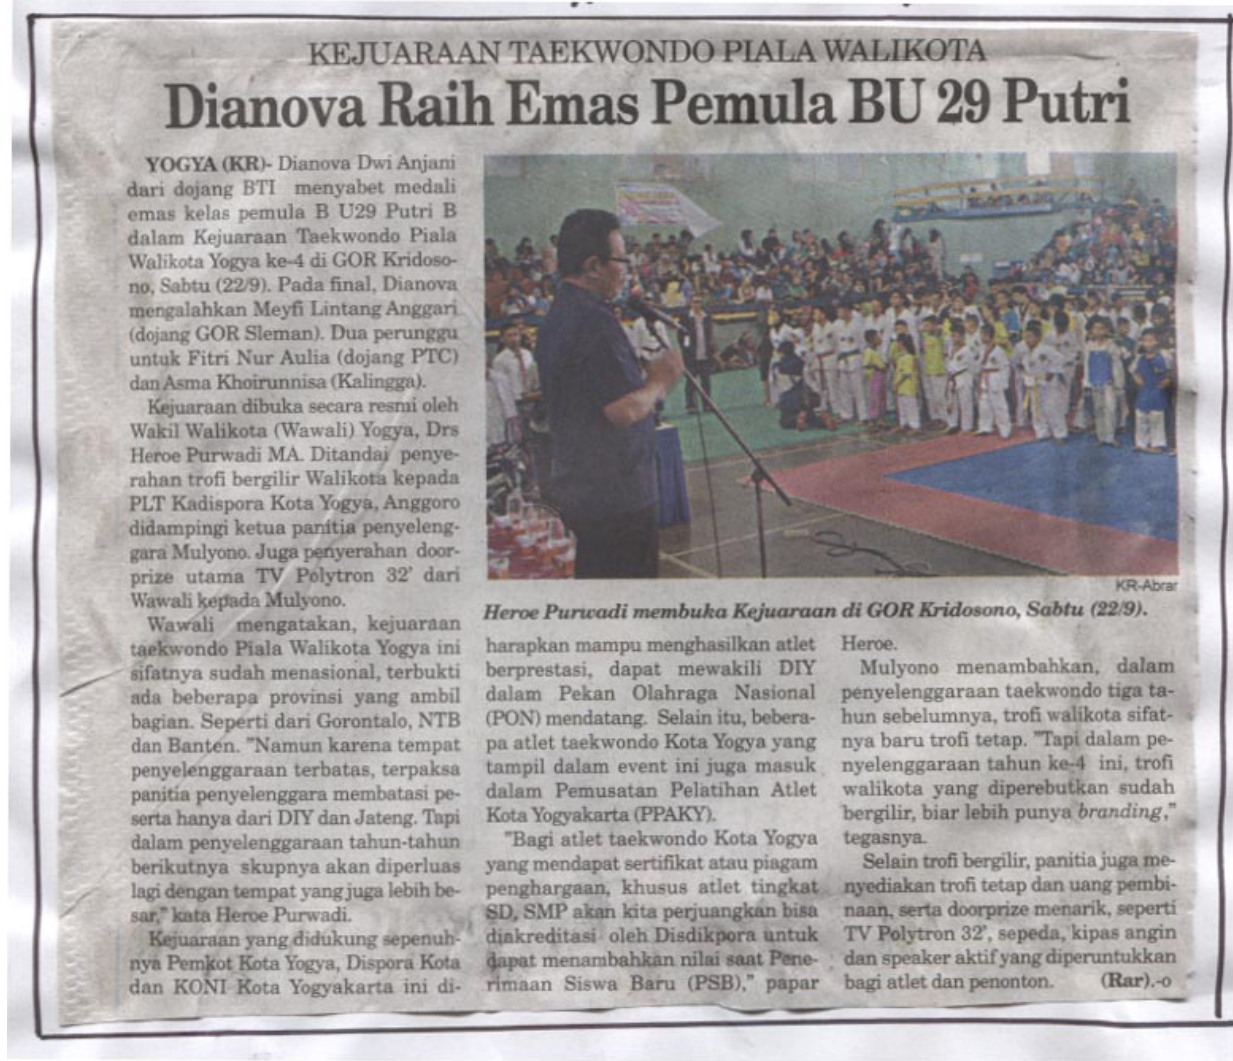 KEJUARAAN TAEKWONDO PIALA WALIKOTA
Dianova Raih Emas Pemula BU 29 Putri
YOGYA (KR)- Dianova Dwi Anjani
dari dojang BTI menyabet medali
emas kelas pemula B U29 Putri B
dalam Kejuaraan Taekwondo Piala
Walikota Yogya ke-4 di GOR Kridoso-
no, Sabtu (22/9). Pada final, Dianova
mengalahkan Meyfi Lintang Anggari
(dojang GOR Sleman). Dua perunggu
untuk Fitri Nur Aulia (dojang PTC)
dan Asma Khoirunnisa (Kalingga).
Kejuaraan dibuka secara resmi oleh
Wakil Walikota (Wawali) Yogya, Drs
Heroe Purwadi MA. Ditandai penye-
rahan trofi bergilir Walikota kepada
PLT Kadispora Kota Yogya, Anggoro
didampingi ketua panitia penyeleng-
gara Mulyono. Juga penyerahan door-
prize utama TV Polytron 32' dari
Wawali kepada Mulyono.
Wawali mengatakan, kejuaraan
taekwondo Piala Walikota Yogya ini
sifatnya sudah menasional, terbukti
ada beberapa provinsi yang ambil
bagian. Seperti dari Gorontalo, NTB
dan Banten. "Namun karena tempat
penyelenggaraan terbatas, terpaksa
panitia penyelenggara membatasi pe-
serta hanya dari DIY dan Jateng. Tapi
dalam penyelenggaraan tahun-tahun
berikutnya skupnya akan diperluas
lagi dengan tempat yang juga lebih be-
sar," kata Heroe Purwadi.
Kejuaraan yang didukung sepenuh-
nya Pemkot Kota Yogya, Dispora Kota
dan KONI Kota Yogyakarta ini di-
KR-Abrar
Heroe Purwadi membuka Kejuaraan di GOR Kridosono, Sabtu (22/9).
harapkan mampu menghasilkan atlet
berprestasi, dapat mewakili DIY
dalam Pekan Olahraga Nasional
(PON) mendatang. Selain itu, bebera-
pa atlet taekwondo Kota Yogya yang
tampil dalam event ini juga masuk
dalam Pemusatan Pelatihan Atlet
Kota Yogyakarta (PPAKY).
"Bagi atlet taekwondo Kota Yogya
yang mendapat sertifikat atau piagam
penghargaan, khusus atlet tingkat
SD, SMP akan kita perjuangkan bisa
diakreditasi oleh Disdikpora untuk
dapat menambahkan nilai saat Pene-
rimaan Siswa Baru (PSB)," papar
Heroe.
Mulyono menambahkan, dalam
penyelenggaraan taekwondo tiga ta-
hun sebelumnya, trofi walikota sifat-
nya baru trofi tetap. "Tapi dalam pe-
nyelenggaraan tahun ke-4 ini, trofi
walikota yang diperebutkan sudah
bergilir, biar lebih punya branding,"
tegasnya.
Selain trofi bergilir, panitia juga me-
nyediakan trofi tetap dan uang pembi-
naan, serta doorprize menarik, seperti
TV Polytron 32', sepeda, kipas angin
dan speaker aktif yang diperuntukkan
bagi atlet dan penonton. (Rar).-o